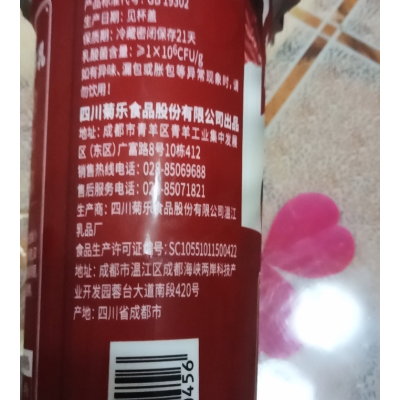 产品标准代号: GB 19302
生产日期: 见杯盖
保质期: 冷藏密闭保存21天
乳酸菌含量: ≥1×10⁶CFU/g
如有异味、漏包或胀包等异常现象时, 请
勿饮用!
四川菊乐食品股份有限公司出品
地址: 成都市青羊区青羊工业集中发展
区(东区)广富路8号10栋412
销售热线电话: 028-85069688
售后服务电话: 028-85071821
生产商: 四川菊乐食品股份有限公司温江
乳品厂
食品生产许可证编号: SC10551011500422
地址: 成都市温江区成都海峡两岸科技产
业开发园蓉台大道南段420号
产地: 四川省成都市
乳
0456